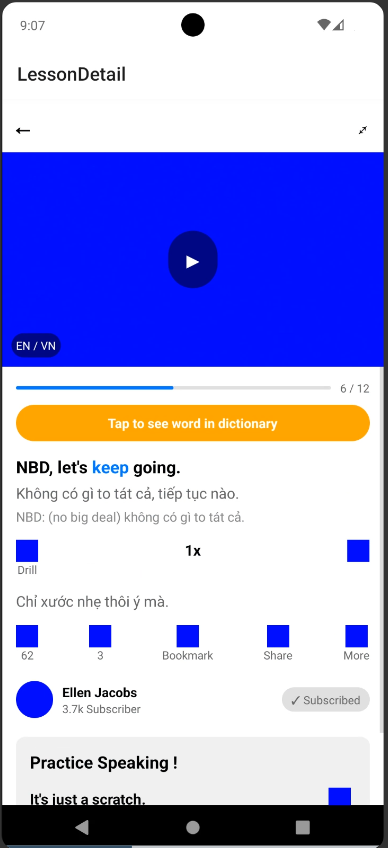 9:07
LessonDetail
EN / VN
6 / 12
Tap to see word in dictionary
NBD, let's keep going.
Không có gì to tát cả, tiếp tục nào.
NBD: (no big deal) không có gì to tát cả.
1x
Drill
Chỉ xước nhẹ thôi ý mà.
62 3 Bookmark Share More
Ellen Jacobs
3.7k Subscriber
✓ Subscribed
Practice Speaking !
It's just a scratch.